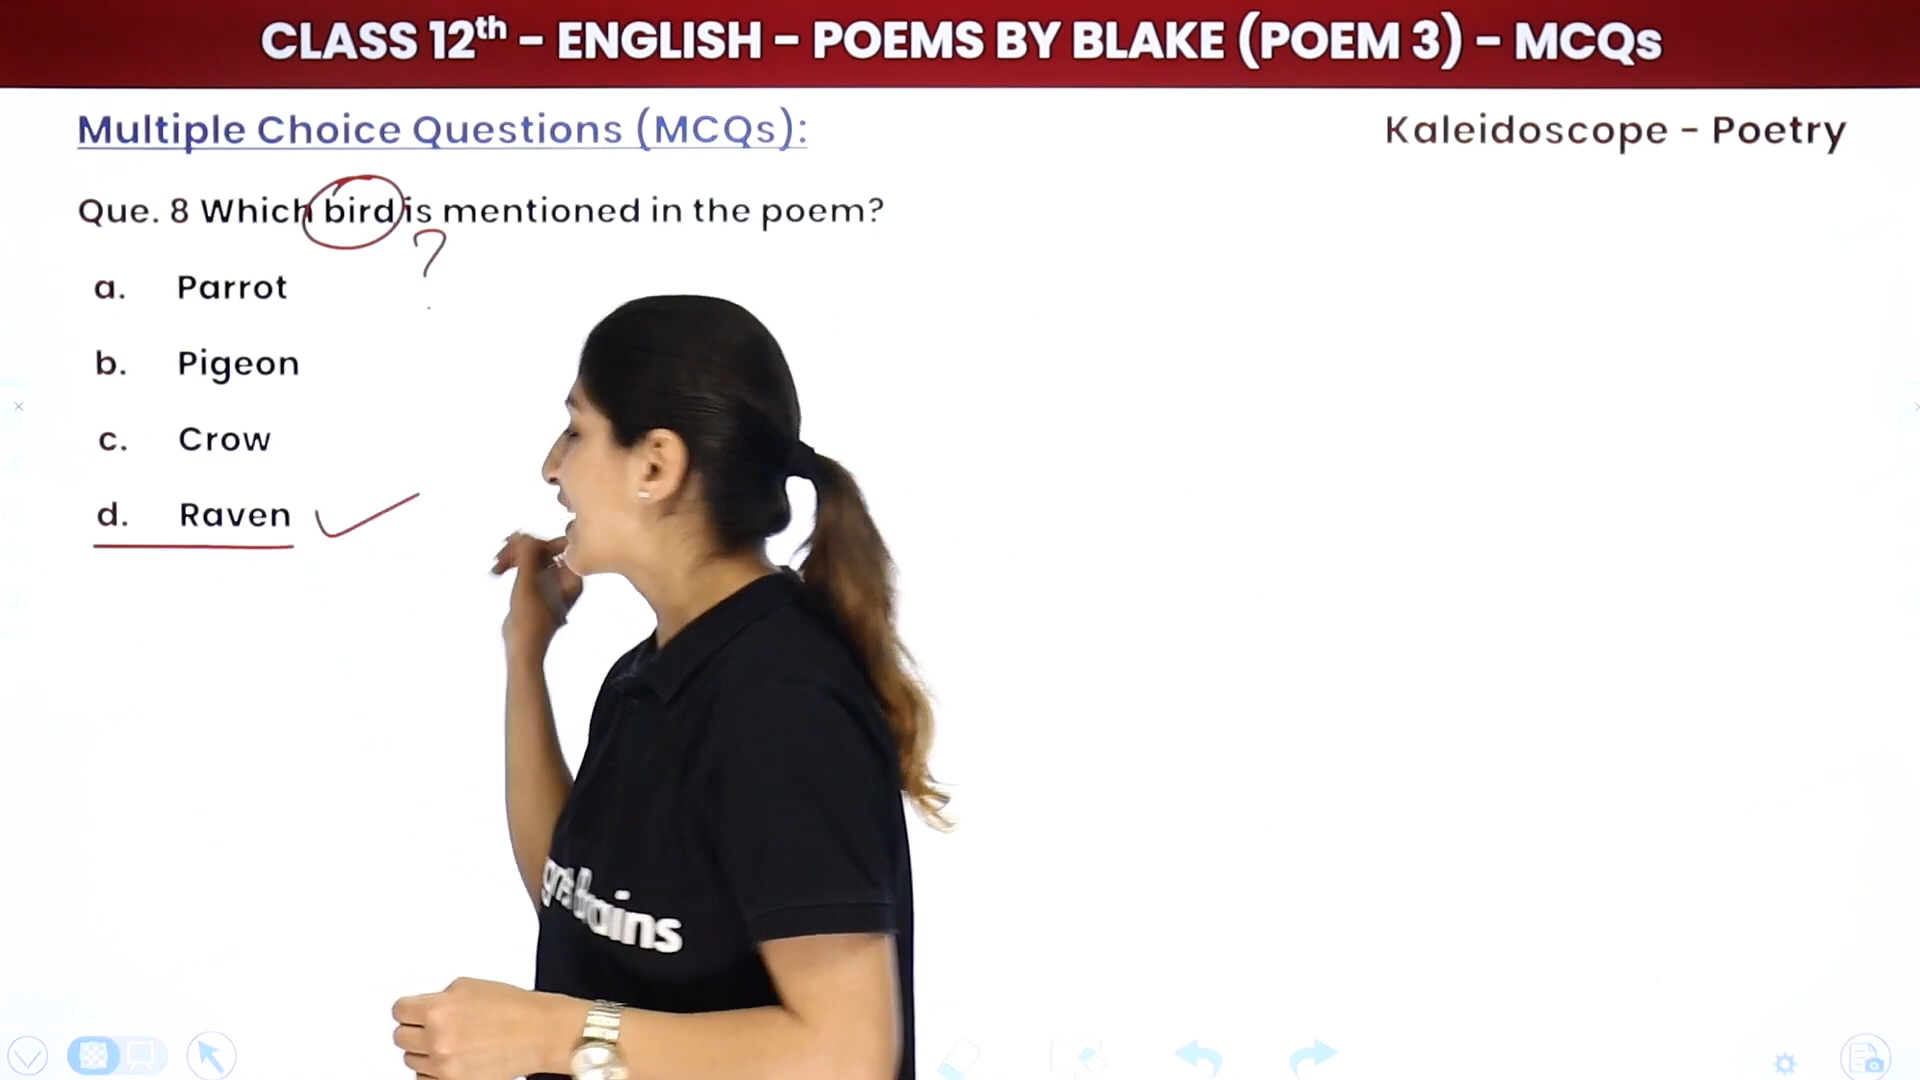 CLASS 12th - ENGLISH - POEMS BY BLAKE (POEM 3) - MCQs
Multiple Choice Questions (MCQs):
Kaleidoscope - Poetry
Que. 8 Which bird is mentioned in the poem?
?
a. Parrot
b. Pigeon
c. Crow
d. Raven